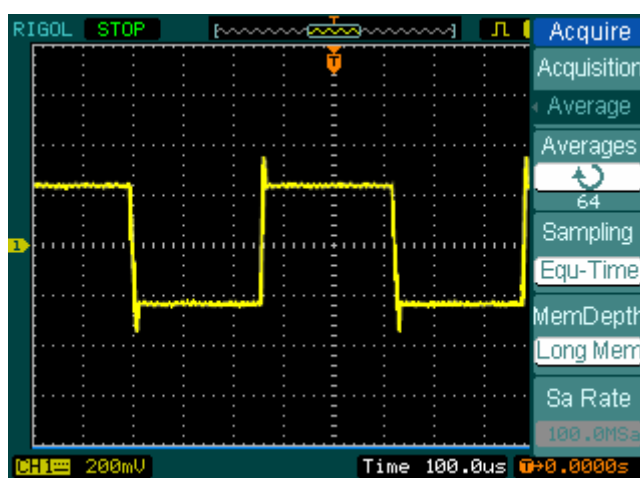 RIGOL STOP
T
T
Acquire
Acquisition
Average
Averages
64
Sampling
Equ-Time
MemDepth
Long Mem
Sa Rate
100.0MSa
1
CH1 200mV Time 100.0us T→0.0000s